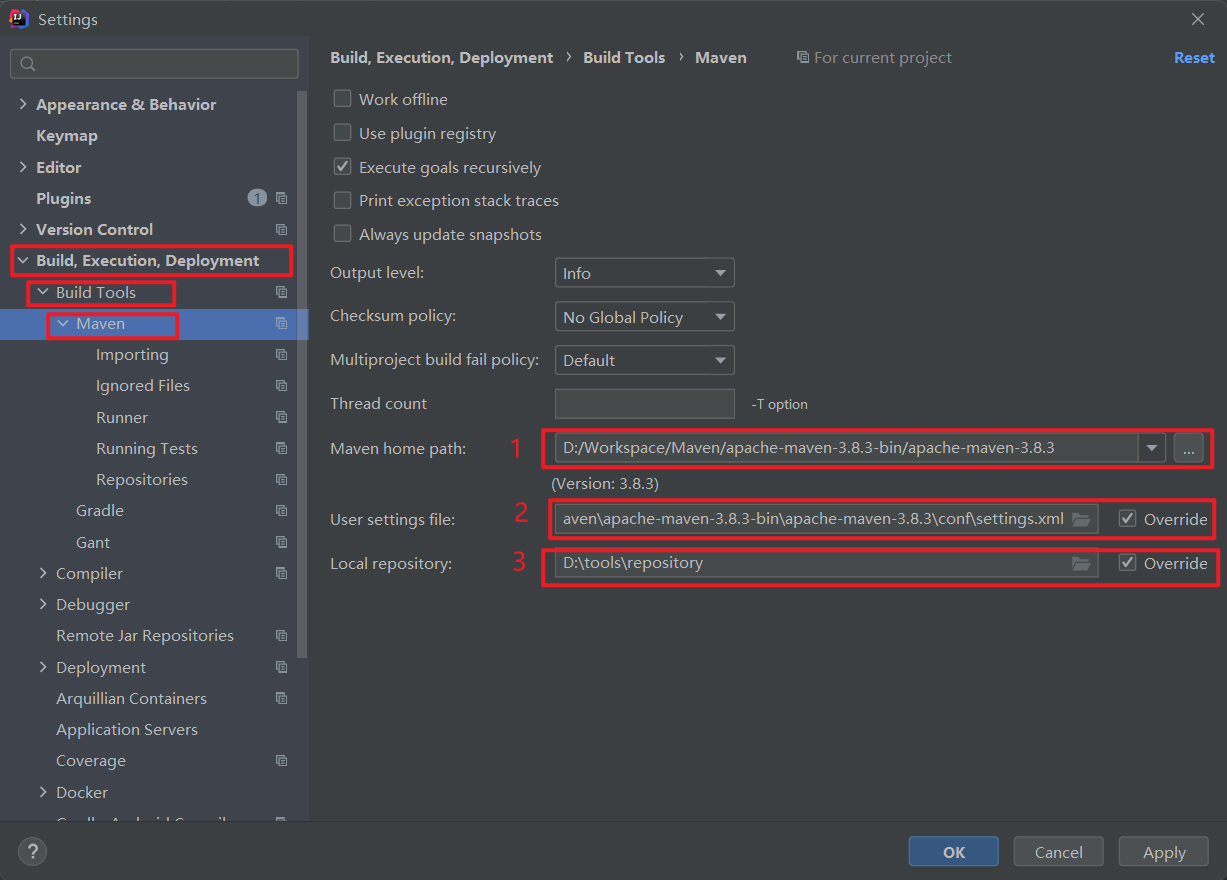 Settings
Build, Execution, Deployment › Build Tools › Maven For current project Reset
Appearance & Behavior
Keymap
Editor
Plugins 1
Version Control
Build, Execution, Deployment
Build Tools
Maven
Importing
Ignored Files
Runner
Running Tests
Repositories
Gradle
Gant
Compiler
Debugger
Remote Jar Repositories
Deployment
Arquillian Containers
Application Servers
Coverage
Docker
Work offline
Use plugin registry
Execute goals recursively
Print exception stack traces
Always update snapshots
Output level: Info
Checksum policy: No Global Policy
Multiproject build fail policy: Default
Thread count -T option
Maven home path: 1 D:/Workspace/Maven/apache-maven-3.8.3-bin/apache-maven-3.8.3 ...
(Version: 3.8.3)
User settings file: 2 aven\apache-maven-3.8.3-bin\apache-maven-3.8.3\conf\settings.xml Override
Local repository: 3 D:\tools\repository Override
? OK Cancel Apply